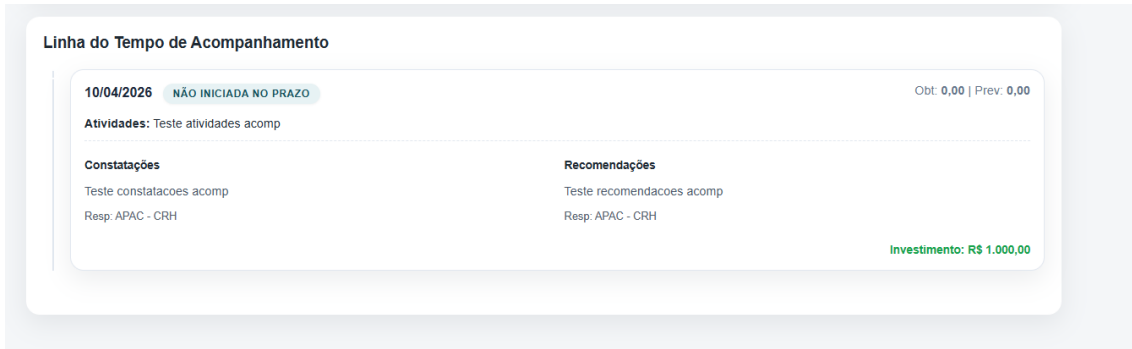 Linha do Tempo de Acompanhamento
10/04/2026 NÃO INICIADA NO PRAZO Obt: 0,00 | Prev: 0,00
Atividades: Teste atividades acomp
Constatações Recomendações
Teste constatacoes acomp Teste recomendacoes acomp
Resp: APAC - CRH Resp: APAC - CRH
Investimento: R$ 1.000,00